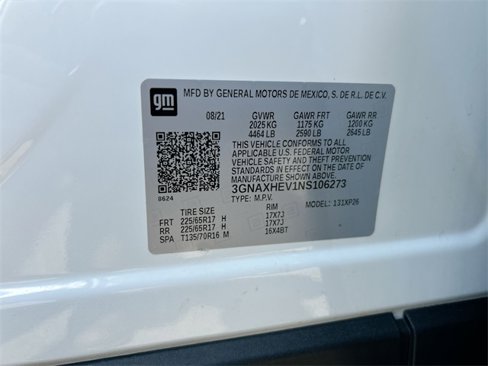 gm
MFD BY GENERAL MOTORS DE MEXICO, S. DE R.L. DE C.V.
08/21 GVWR GAWR FRT GAWR RR
2025 KG 1175 KG 1200 KG
4464 LB 2590 LB 2645 LB
THIS VEHICLE CONFORMS TO ALL
APPLICABLE U.S. FEDERAL MOTOR
VEHICLE SAFETY, BUMPER, AND THEFT
PREVENTION STANDARDS IN
EFFECT ON THE DATE OF
MANUFACTURE SHOWN ABOVE.
3GNAXHEV1NS106273
8624
TYPE: M.P.V.
MODEL: 131XP26
TIRE SIZE RIM
FRT 225/65R17 H 17X7J
RR 225/65R17 H 17X7J
SPA T135/70R16 M 16X4BT